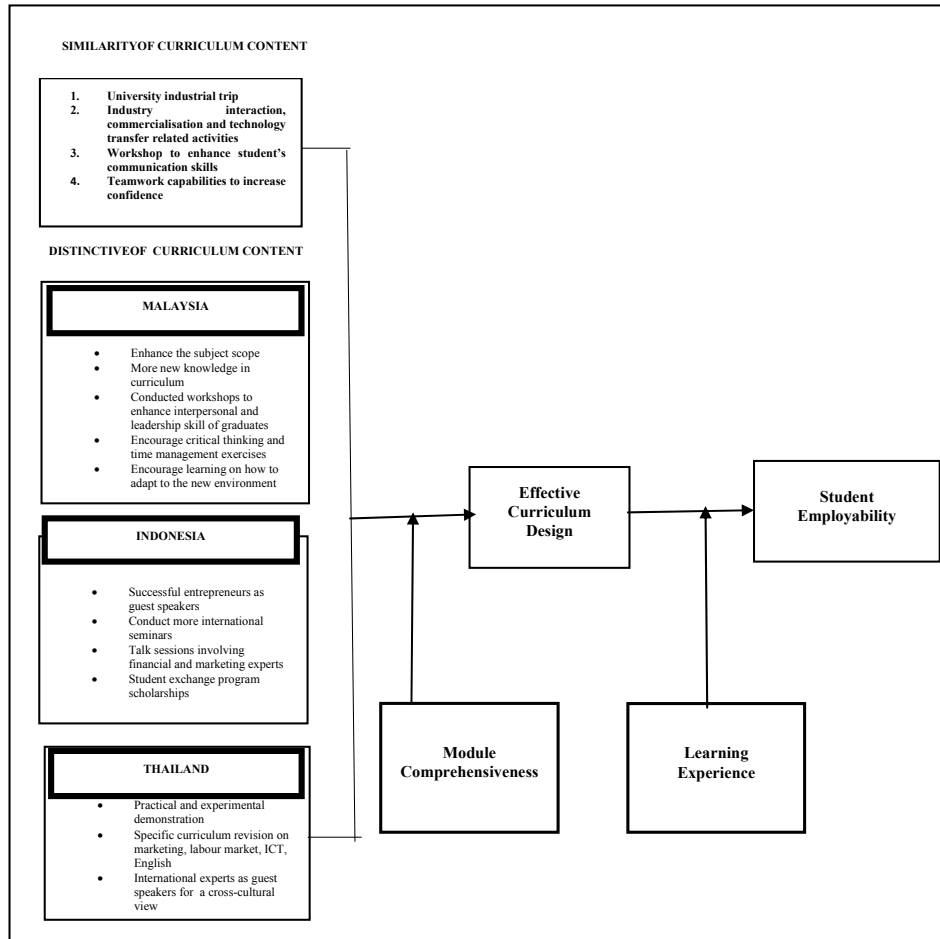 SIMILARITYOF CURRICULUM CONTENT
1. University industrial trip
2. Industry interaction,
commercialisation and technology
transfer related activities
3. Workshop to enhance student's
communication skills
4. Teamwork capabilities to increase
confidence
DISTINCTIVEOF CURRICULUM CONTENT
MALAYSIA
• Enhance the subject scope
• More new knowledge in
curriculum
• Conducted workshops to
enhance interpersonal and
leadership skill of graduates
• Encourage critical thinking and
time management exercises
• Encourage learning on how to
adapt to the new environment
INDONESIA
• Successful entrepreneurs as
guest speakers
• Conduct more international
seminars
• Talk sessions involving
financial and marketing experts
• Student exchange program
scholarships
THAILAND
• Practical and experimental
demonstration
• Specific curriculum revision on
marketing, labour market, ICT,
English
• International experts as guest
speakers for a cross-cultural
view
Effective
Curriculum
Design
Student
Employability
Module
Comprehensiveness
Learning
Experience